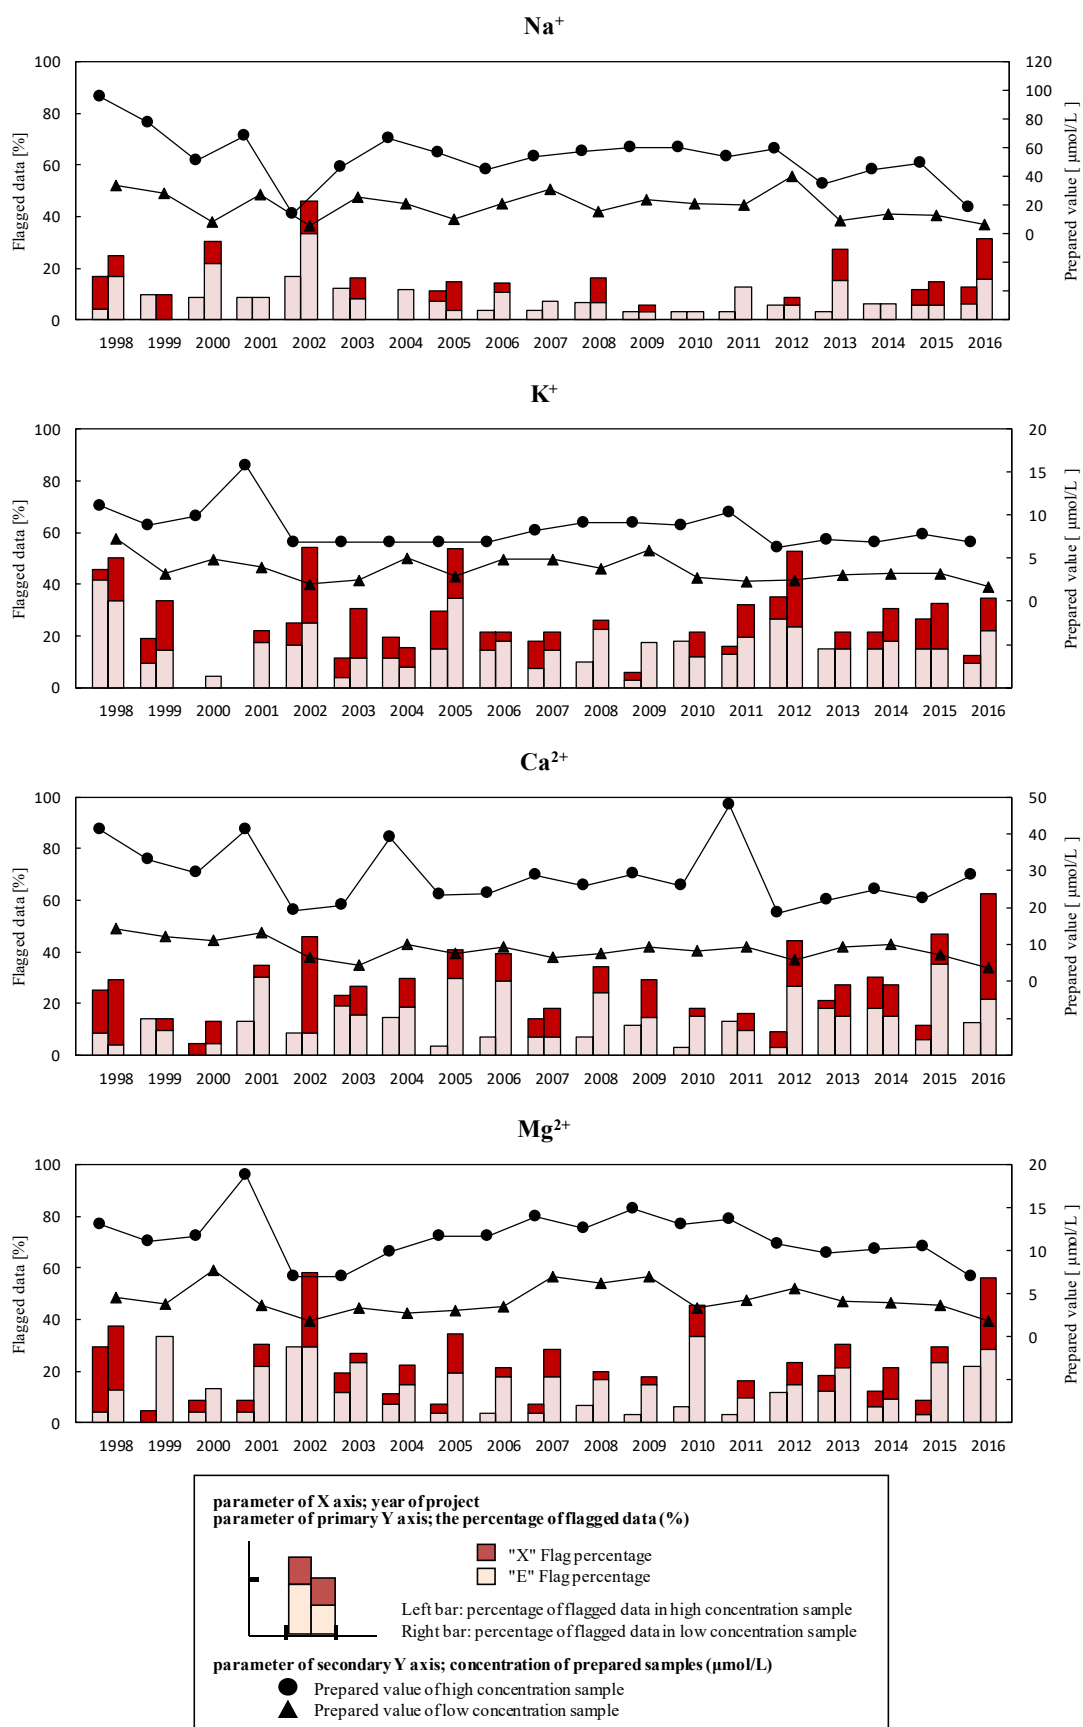 Na⁺
100
80
60
40
20
0
Flagged data [%]
120
100
80
60
40
20
0
Prepared value [ μmol/L ]
1998 1999 2000 2001 2002 2003 2004 2005 2006 2007 2008 2009 2010 2011 2012 2013 2014 2015 2016
K⁺
100
80
60
40
20
0
Flagged data [%]
20
15
10
5
0
Prepared value [ μmol/L ]
1998 1999 2000 2001 2002 2003 2004 2005 2006 2007 2008 2009 2010 2011 2012 2013 2014 2015 2016
Ca²⁺
100
80
60
40
20
0
Flagged data [%]
50
40
30
20
10
0
Prepared value [ μmol/L ]
1998 1999 2000 2001 2002 2003 2004 2005 2006 2007 2008 2009 2010 2011 2012 2013 2014 2015 2016
Mg²⁺
100
80
60
40
20
0
Flagged data [%]
20
15
10
5
0
Prepared value [ μmol/L ]
1998 1999 2000 2001 2002 2003 2004 2005 2006 2007 2008 2009 2010 2011 2012 2013 2014 2015 2016
parameter of X axis; year of project
parameter of primary Y axis; the percentage of flagged data (%)
"X" Flag percentage
"E" Flag percentage
Left bar: percentage of flagged data in high concentration sample
Right bar: percentage of flagged data in low concentration sample
parameter of secondary Y axis; concentration of prepared samples (μmol/L)
Prepared value of high concentration sample
Prepared value of low concentration sample